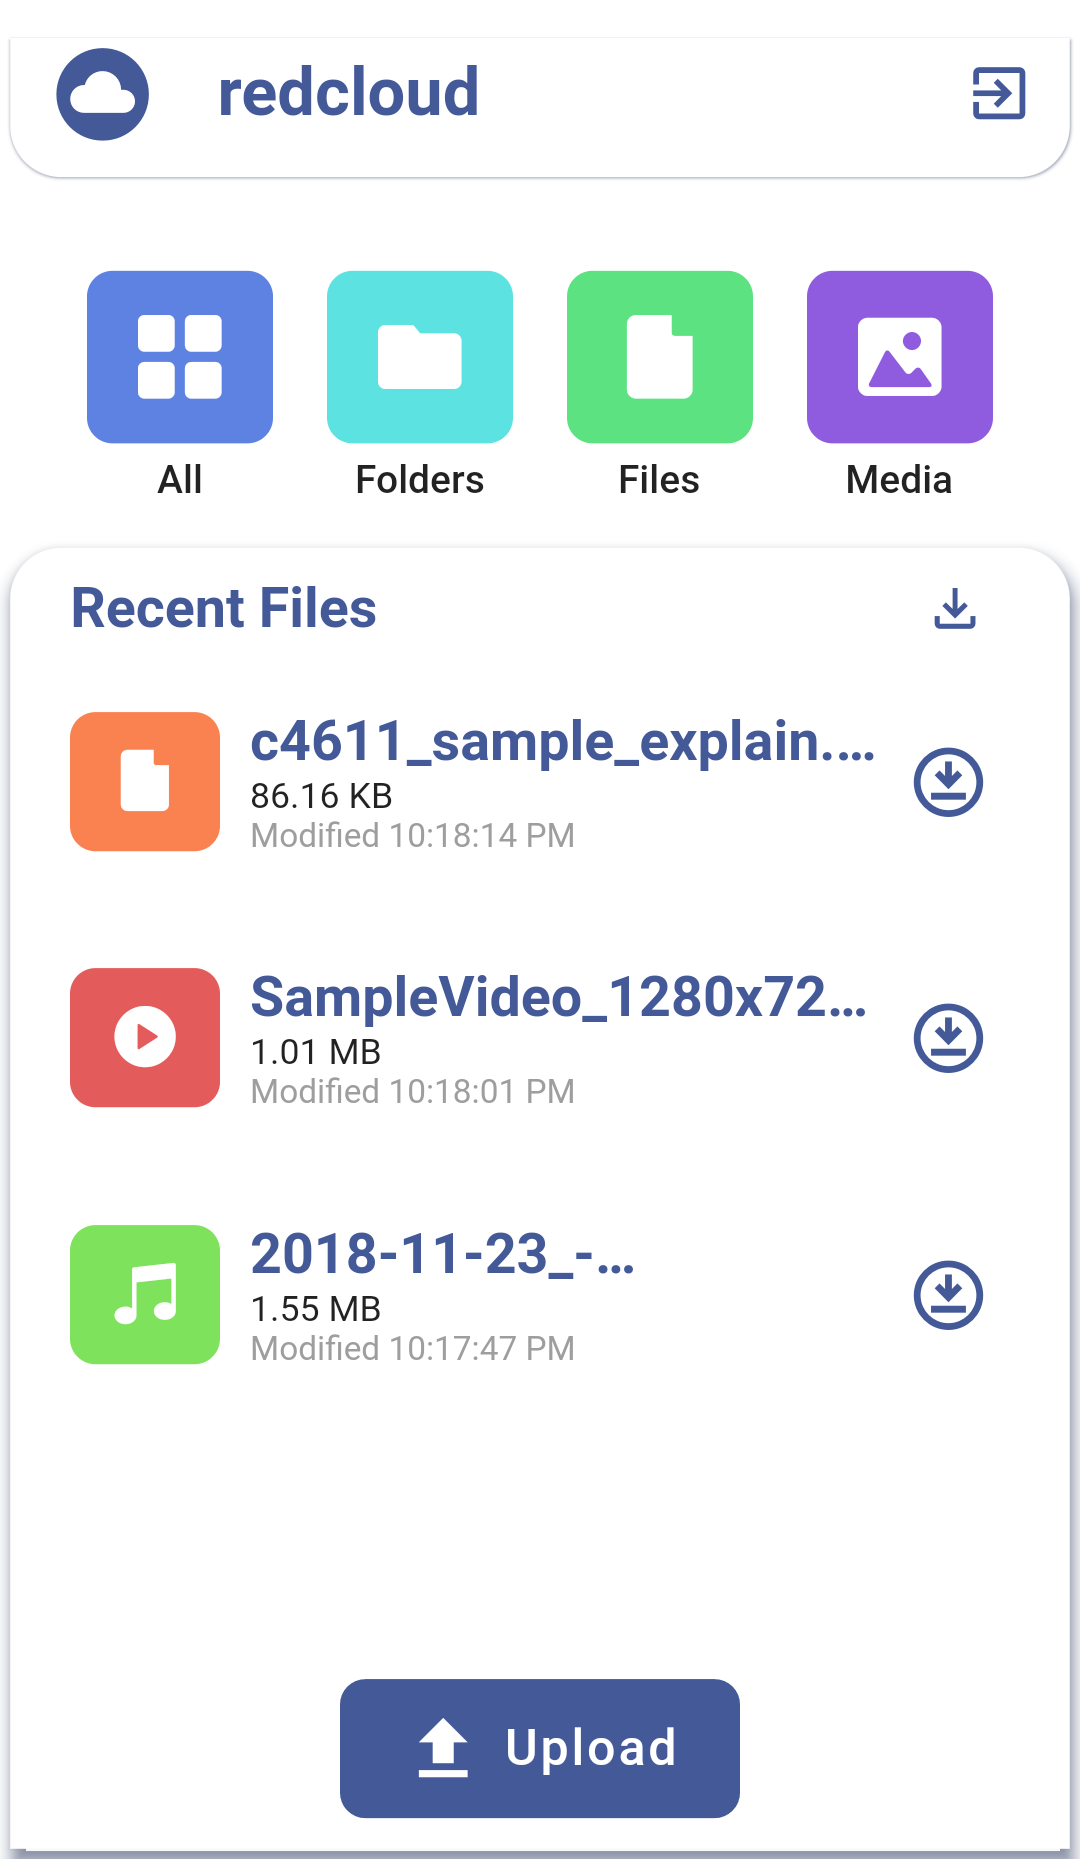 redcloud
All
Folders
Files
Media
Recent Files
c4611_sample_explain.…
86.16 KB
Modified 10:18:14 PM
SampleVideo_1280x72…
1.01 MB
Modified 10:18:01 PM
2018-11-23_-…
1.55 MB
Modified 10:17:47 PM
Upload